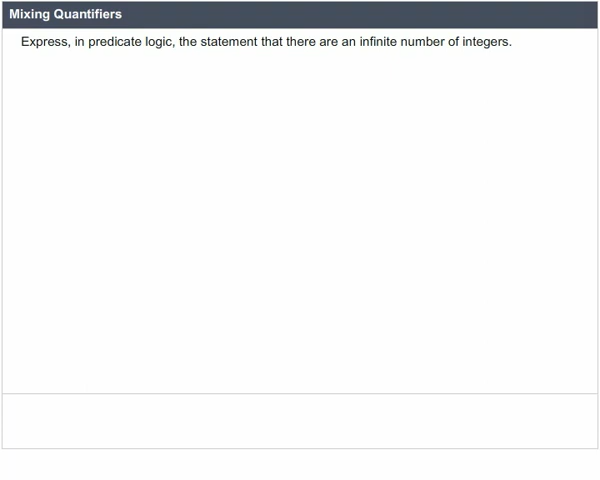 Mixing Quantifiers
Express, in predicate logic, the statement that there are an infinite number of integers.